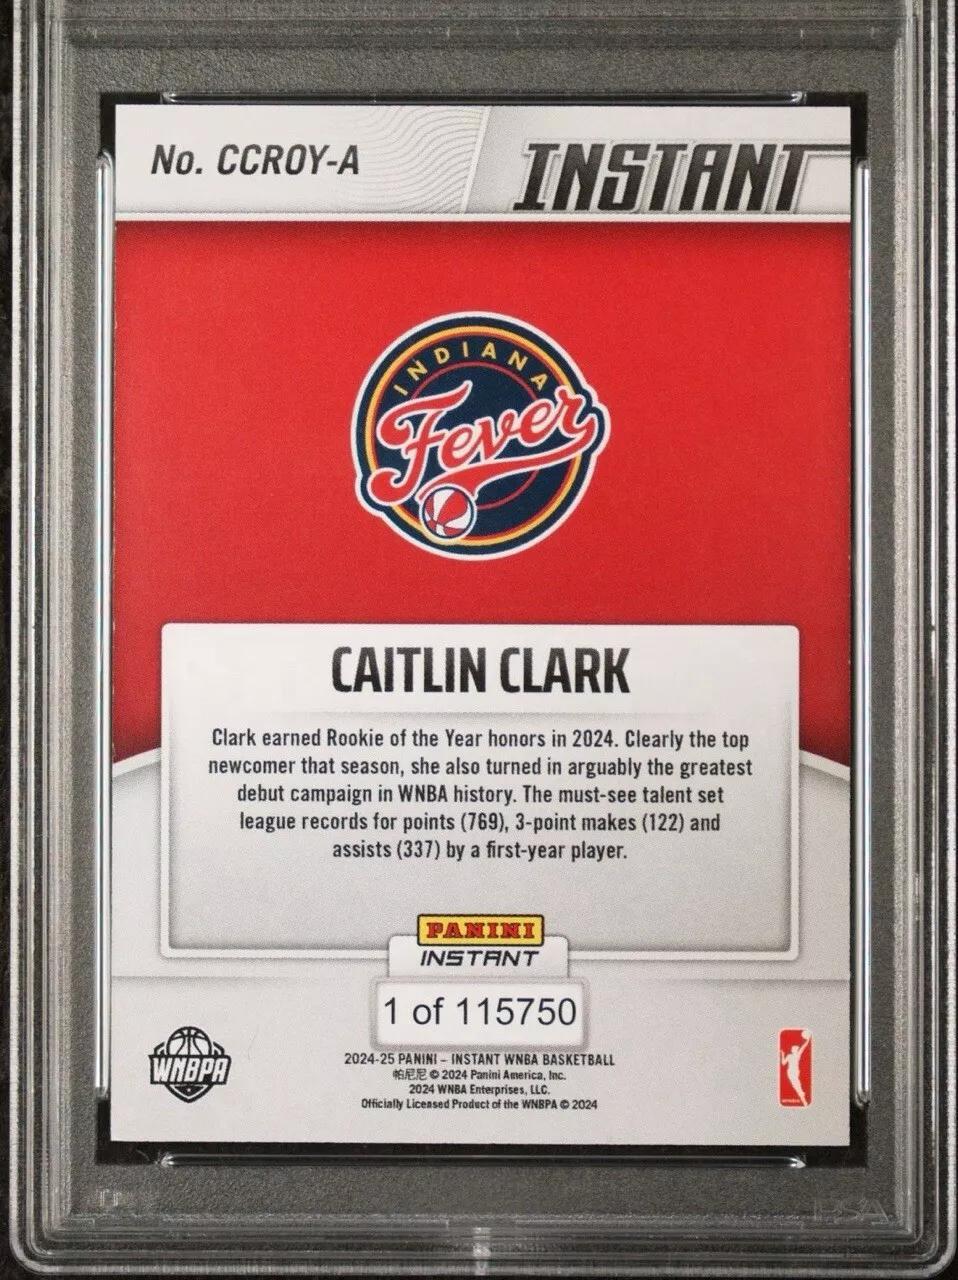 No. CCROY-A
INSTANT
INDIANA
Fever
CAITLIN CLARK
Clark earned Rookie of the Year honors in 2024. Clearly the top
newcomer that season, she also turned in arguably the greatest
debut campaign in WNBA history. The must-see talent set
league records for points (769), 3-point makes (122) and
assists (337) by a first-year player.
PANINI
INSTANT
1 of 115750
WNBPA
2024-25 PANINI – INSTANT WNBA BASKETBALL
帕尼尼 © 2024 Panini America, Inc.
2024 WNBA Enterprises, LLC.
Officially Licensed Product of the WNBPA © 2024
PSA